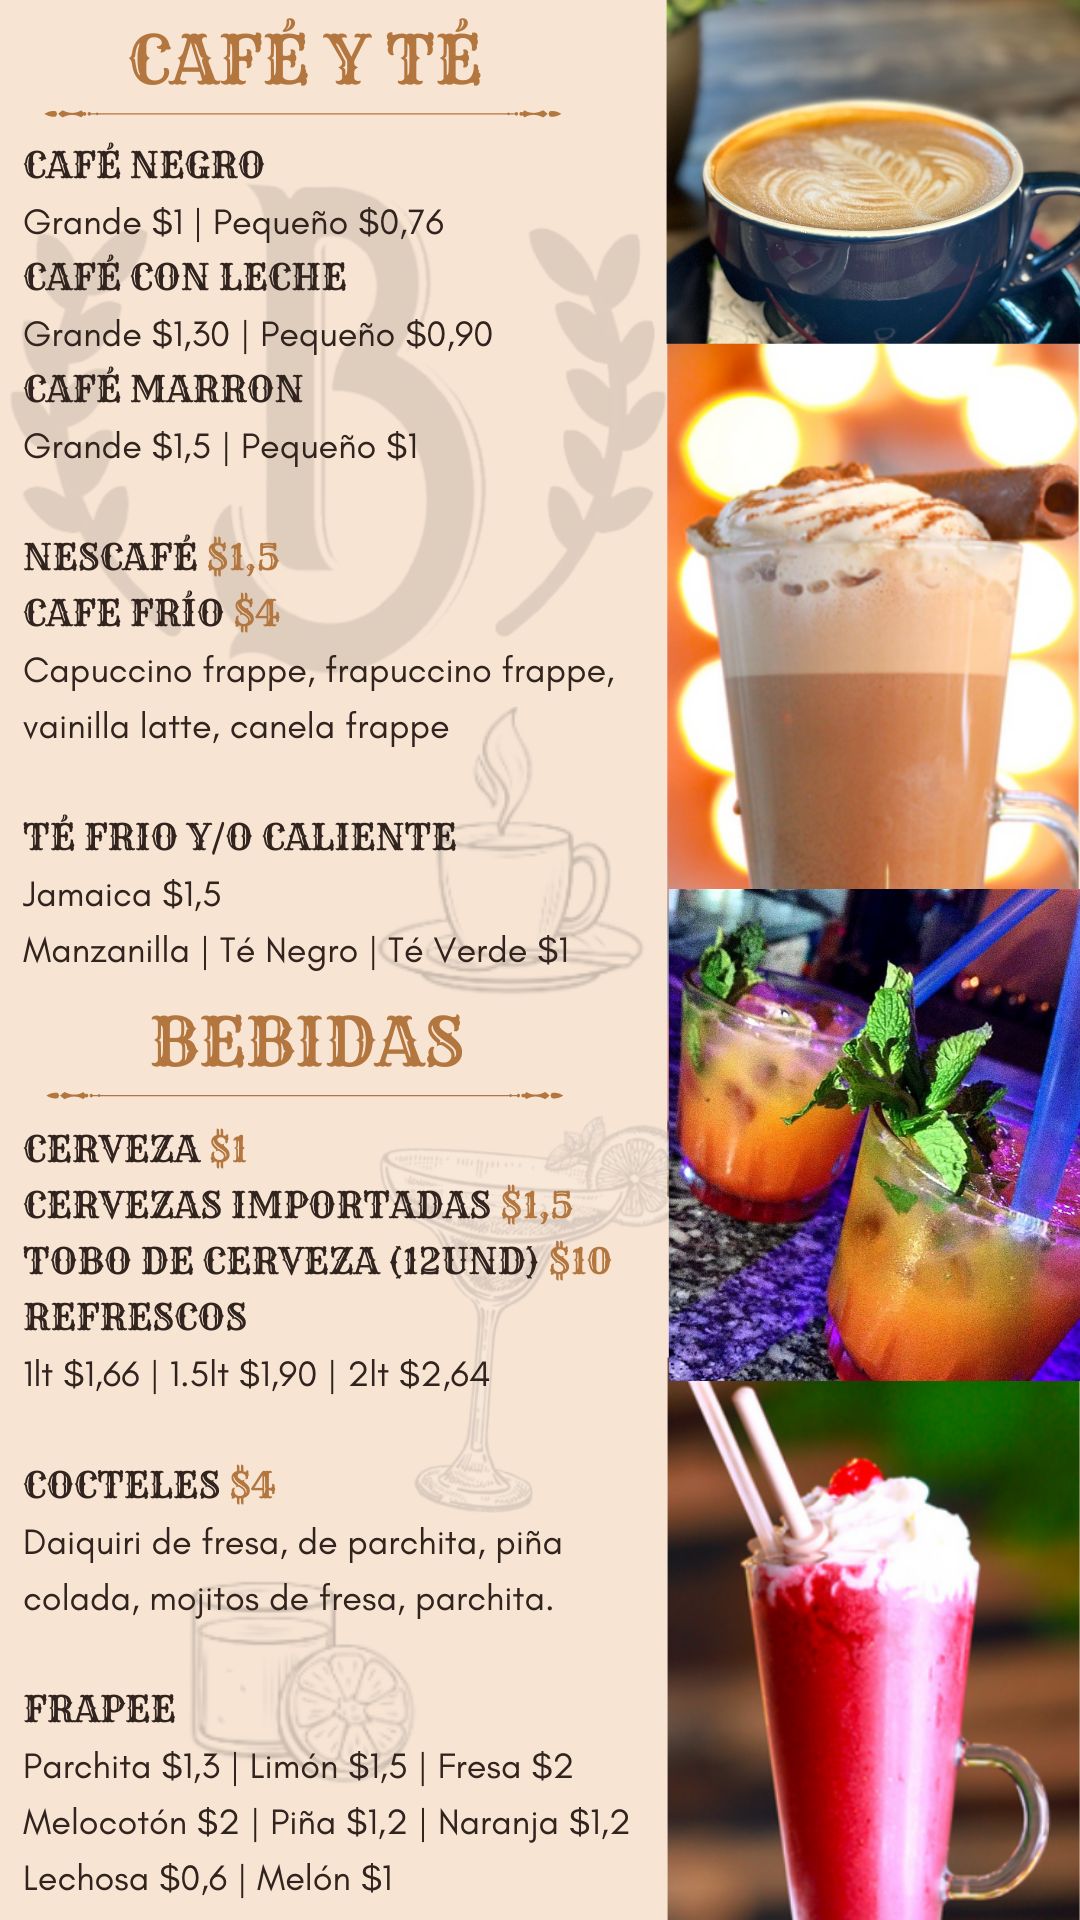 CAFÉ Y TÉ
CAFÉ NEGRO
Grande $1 | Pequeño $0,76
CAFÉ CON LECHE
Grande $1,30 | Pequeño $0,90
CAFÉ MARRON
Grande $1,5 | Pequeño $1
NESCAFÉ $1,5
CAFE FRÍO $4
Capuccino frappe, frapuccino frappe,
vainilla latte, canela frappe
TÉ FRIO Y/O CALIENTE
Jamaica $1,5
Manzanilla | Té Negro | Té Verde $1
BEBIDAS
CERVEZA $1
CERVEZAS IMPORTADAS $1,5
TOBO DE CERVEZA (12UND) $10
REFRESCOS
1lt $1,66 | 1.5lt $1,90 | 2lt $2,64
COCTELES $4
Daiquiri de fresa, de parchita, piña
colada, mojitos de fresa, parchita.
FRAPEE
Parchita $1,3 | Limón $1,5 | Fresa $2
Melocotón $2 | Piña $1,2 | Naranja $1,2
Lechosa $0,6 | Melón $1